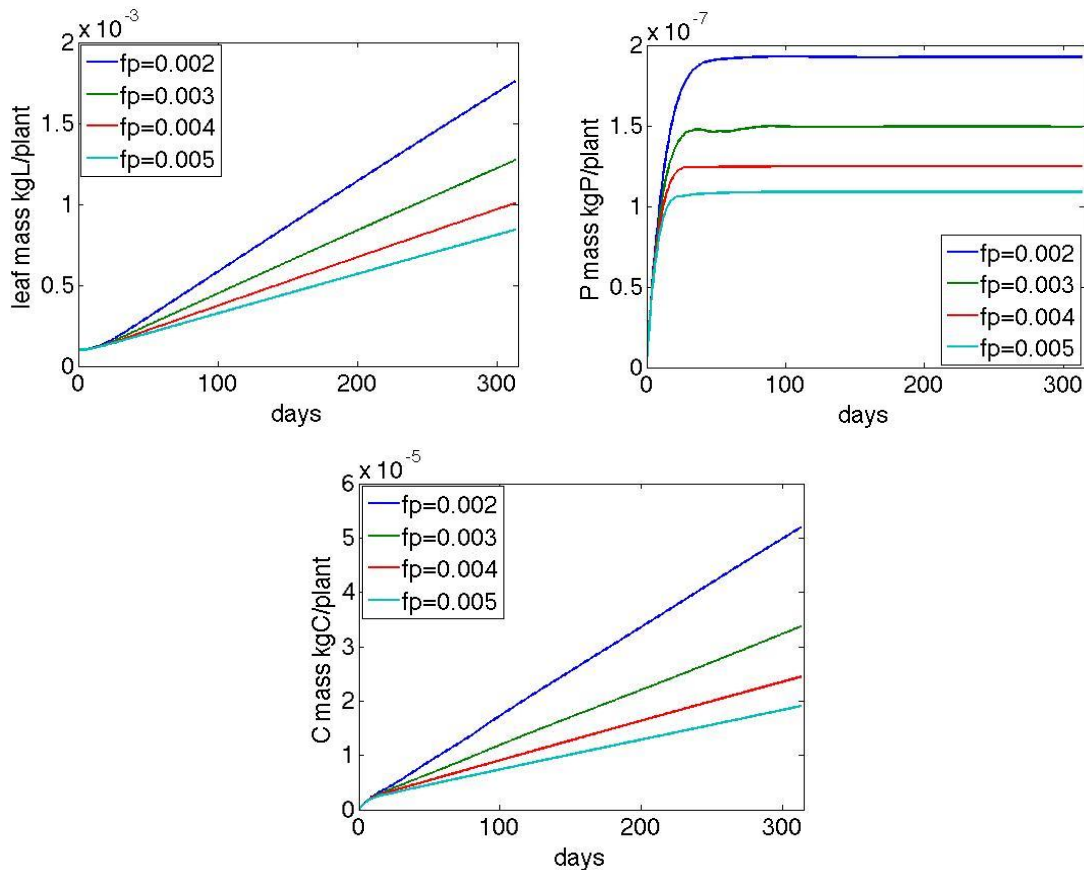 x 10^-3
2
1.5
1
0.5
0
leaf mass kgL/plant
fp=0.002
fp=0.003
fp=0.004
fp=0.005
0 100 200 300
days
x 10^-7
2
1.5
1
0.5
0
P mass kgP/plant
fp=0.002
fp=0.003
fp=0.004
fp=0.005
0 100 200 300
days
x 10^-5
6
5
4
3
2
1
0
C mass kgC/plant
fp=0.002
fp=0.003
fp=0.004
fp=0.005
0 100 200 300
days